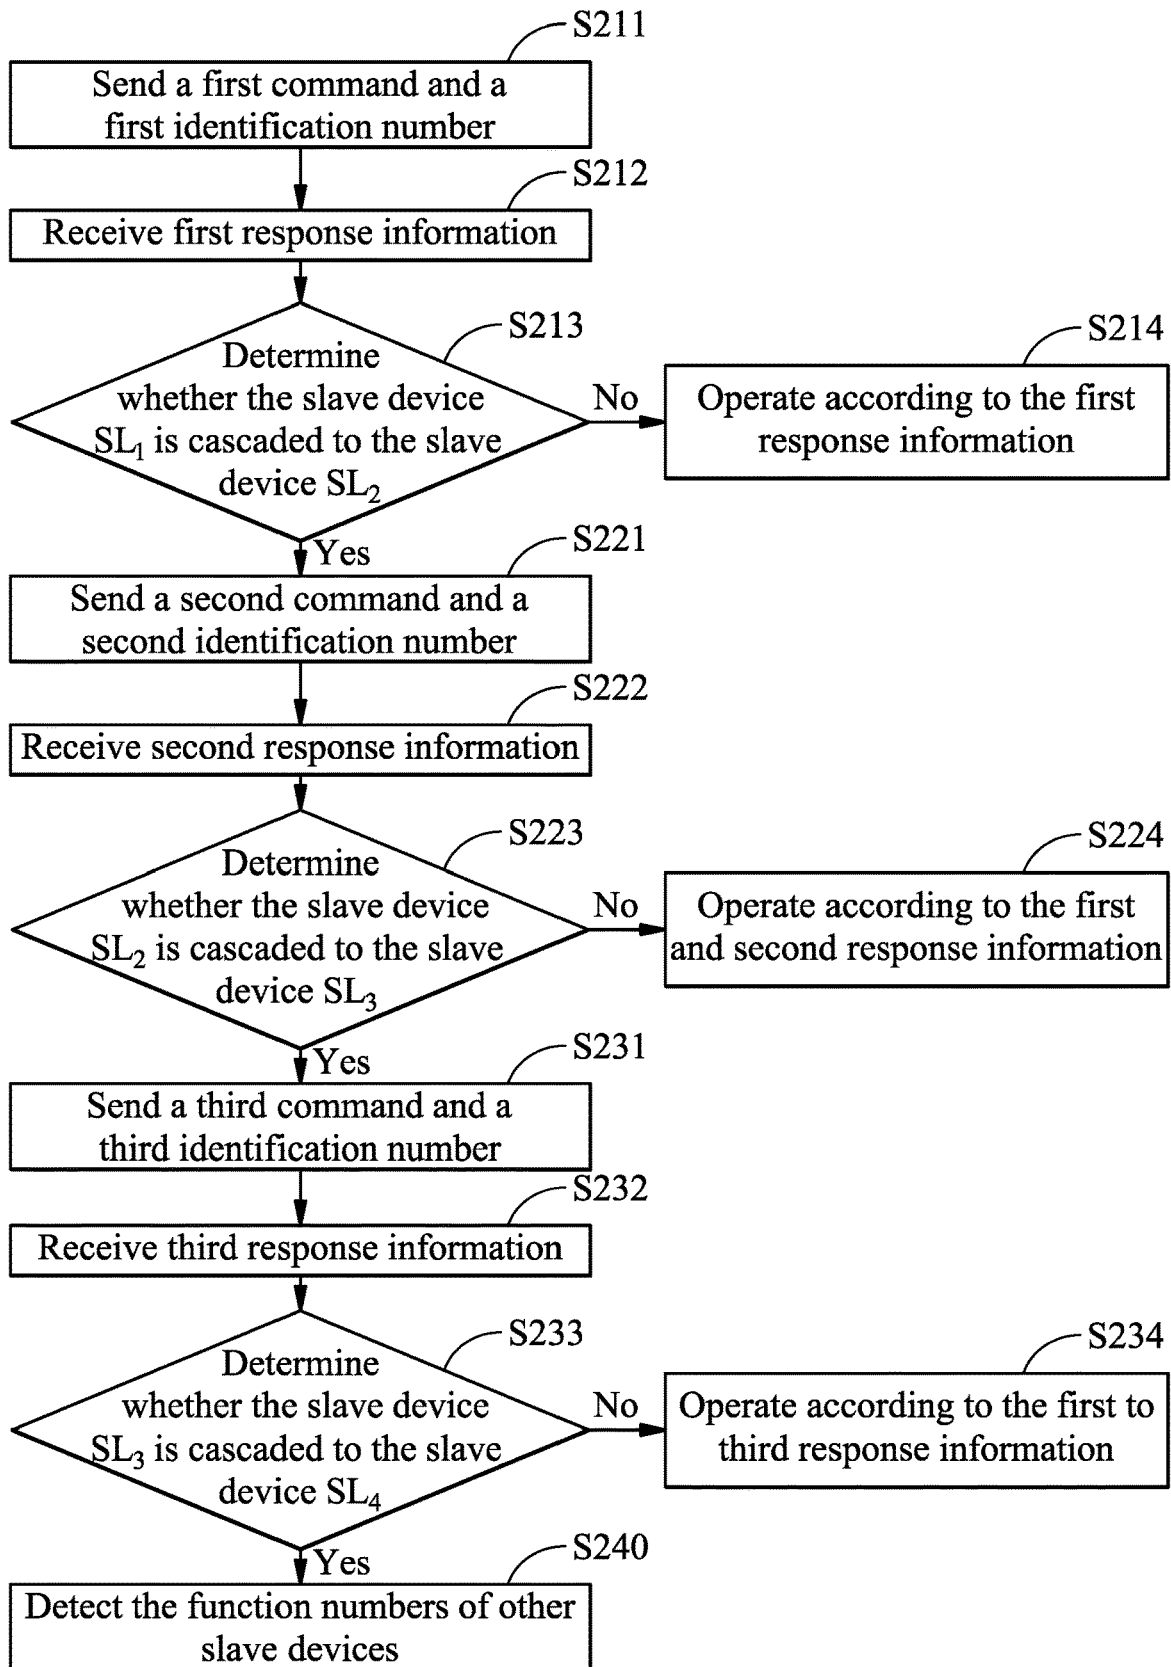 S211
Send a first command and a
first identification number
S212
Receive first response information
S213
Determine
whether the slave device
SL₁ is cascaded to the slave
device SL₂
No
S214
Operate according to the first
response information
Yes
S221
Send a second command and a
second identification number
S222
Receive second response information
S223
Determine
whether the slave device
SL₂ is cascaded to the slave
device SL₃
No
S224
Operate according to the first
and second response information
Yes
S231
Send a third command and a
third identification number
S232
Receive third response information
S233
Determine
whether the slave device
SL₃ is cascaded to the slave
device SL₄
No
S234
Operate according to the first to
third response information
Yes
S240
Detect the function numbers of other
slave devices